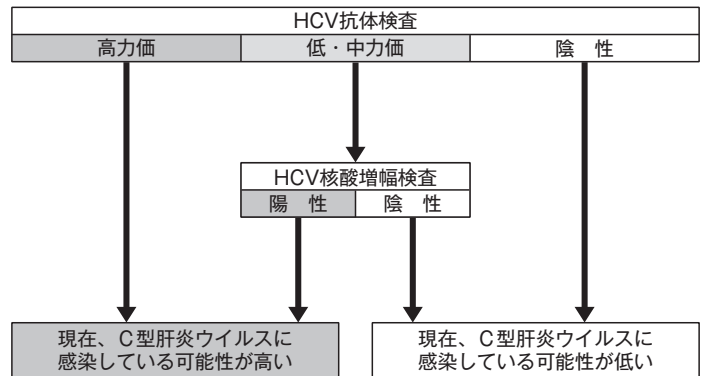 HCV抗体検査
高力価
低・中力価
陰 性
HCV核酸増幅検査
陽 性
陰 性
現在、C型肝炎ウイルスに
感染している可能性が高い
現在、C型肝炎ウイルスに
感染している可能性が低い